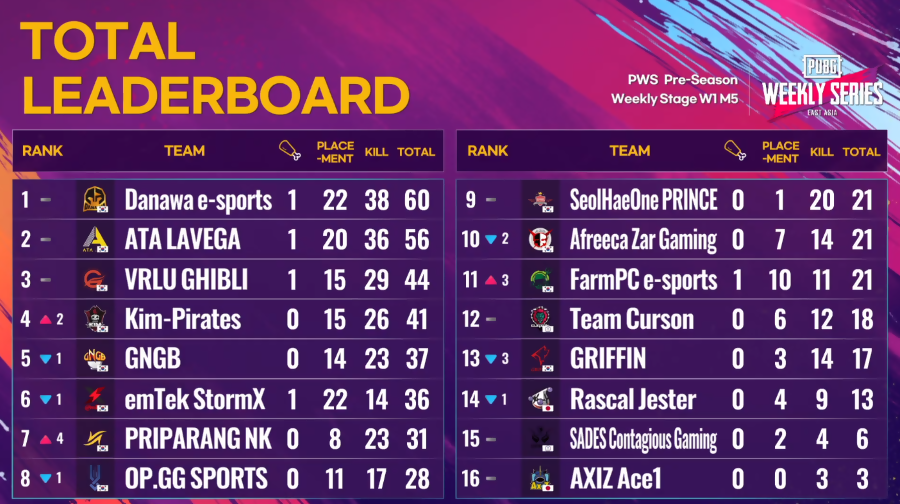 TOTAL
LEADERBOARD
PWS Pre-Season
Weekly Stage W1 M5
PUBG
WEEKLY SERIES
EAST ASIA
RANK TEAM PLACE-MENT KILL TOTAL
1 - Danawa e-sports 1 22 38 60
2 - ATA LAVEGA 1 20 36 56
3 - VRLU GHIBLI 1 15 29 44
4 ▲ 2 Kim-Pirates 0 15 26 41
5 ▼ 1 GNGB 0 14 23 37
6 ▼ 1 emTek StormX 1 22 14 36
7 ▲ 4 PRIPARANG NK 0 8 23 31
8 ▼ 1 OP.GG SPORTS 0 11 17 28
RANK TEAM PLACE-MENT KILL TOTAL
9 - SeolHaeOne PRINCE 0 1 20 21
10 ▼ 2 Afreeca Zar Gaming 0 7 14 21
11 ▲ 3 FarmPC e-sports 1 10 11 21
12 - Team Curson 0 6 12 18
13 ▼ 3 GRIFFIN 0 3 14 17
14 ▼ 1 Rascal Jester 0 4 9 13
15 - SADES Contagious Gaming 0 2 4 6
16 - AXIZ Ace1 0 0 3 3